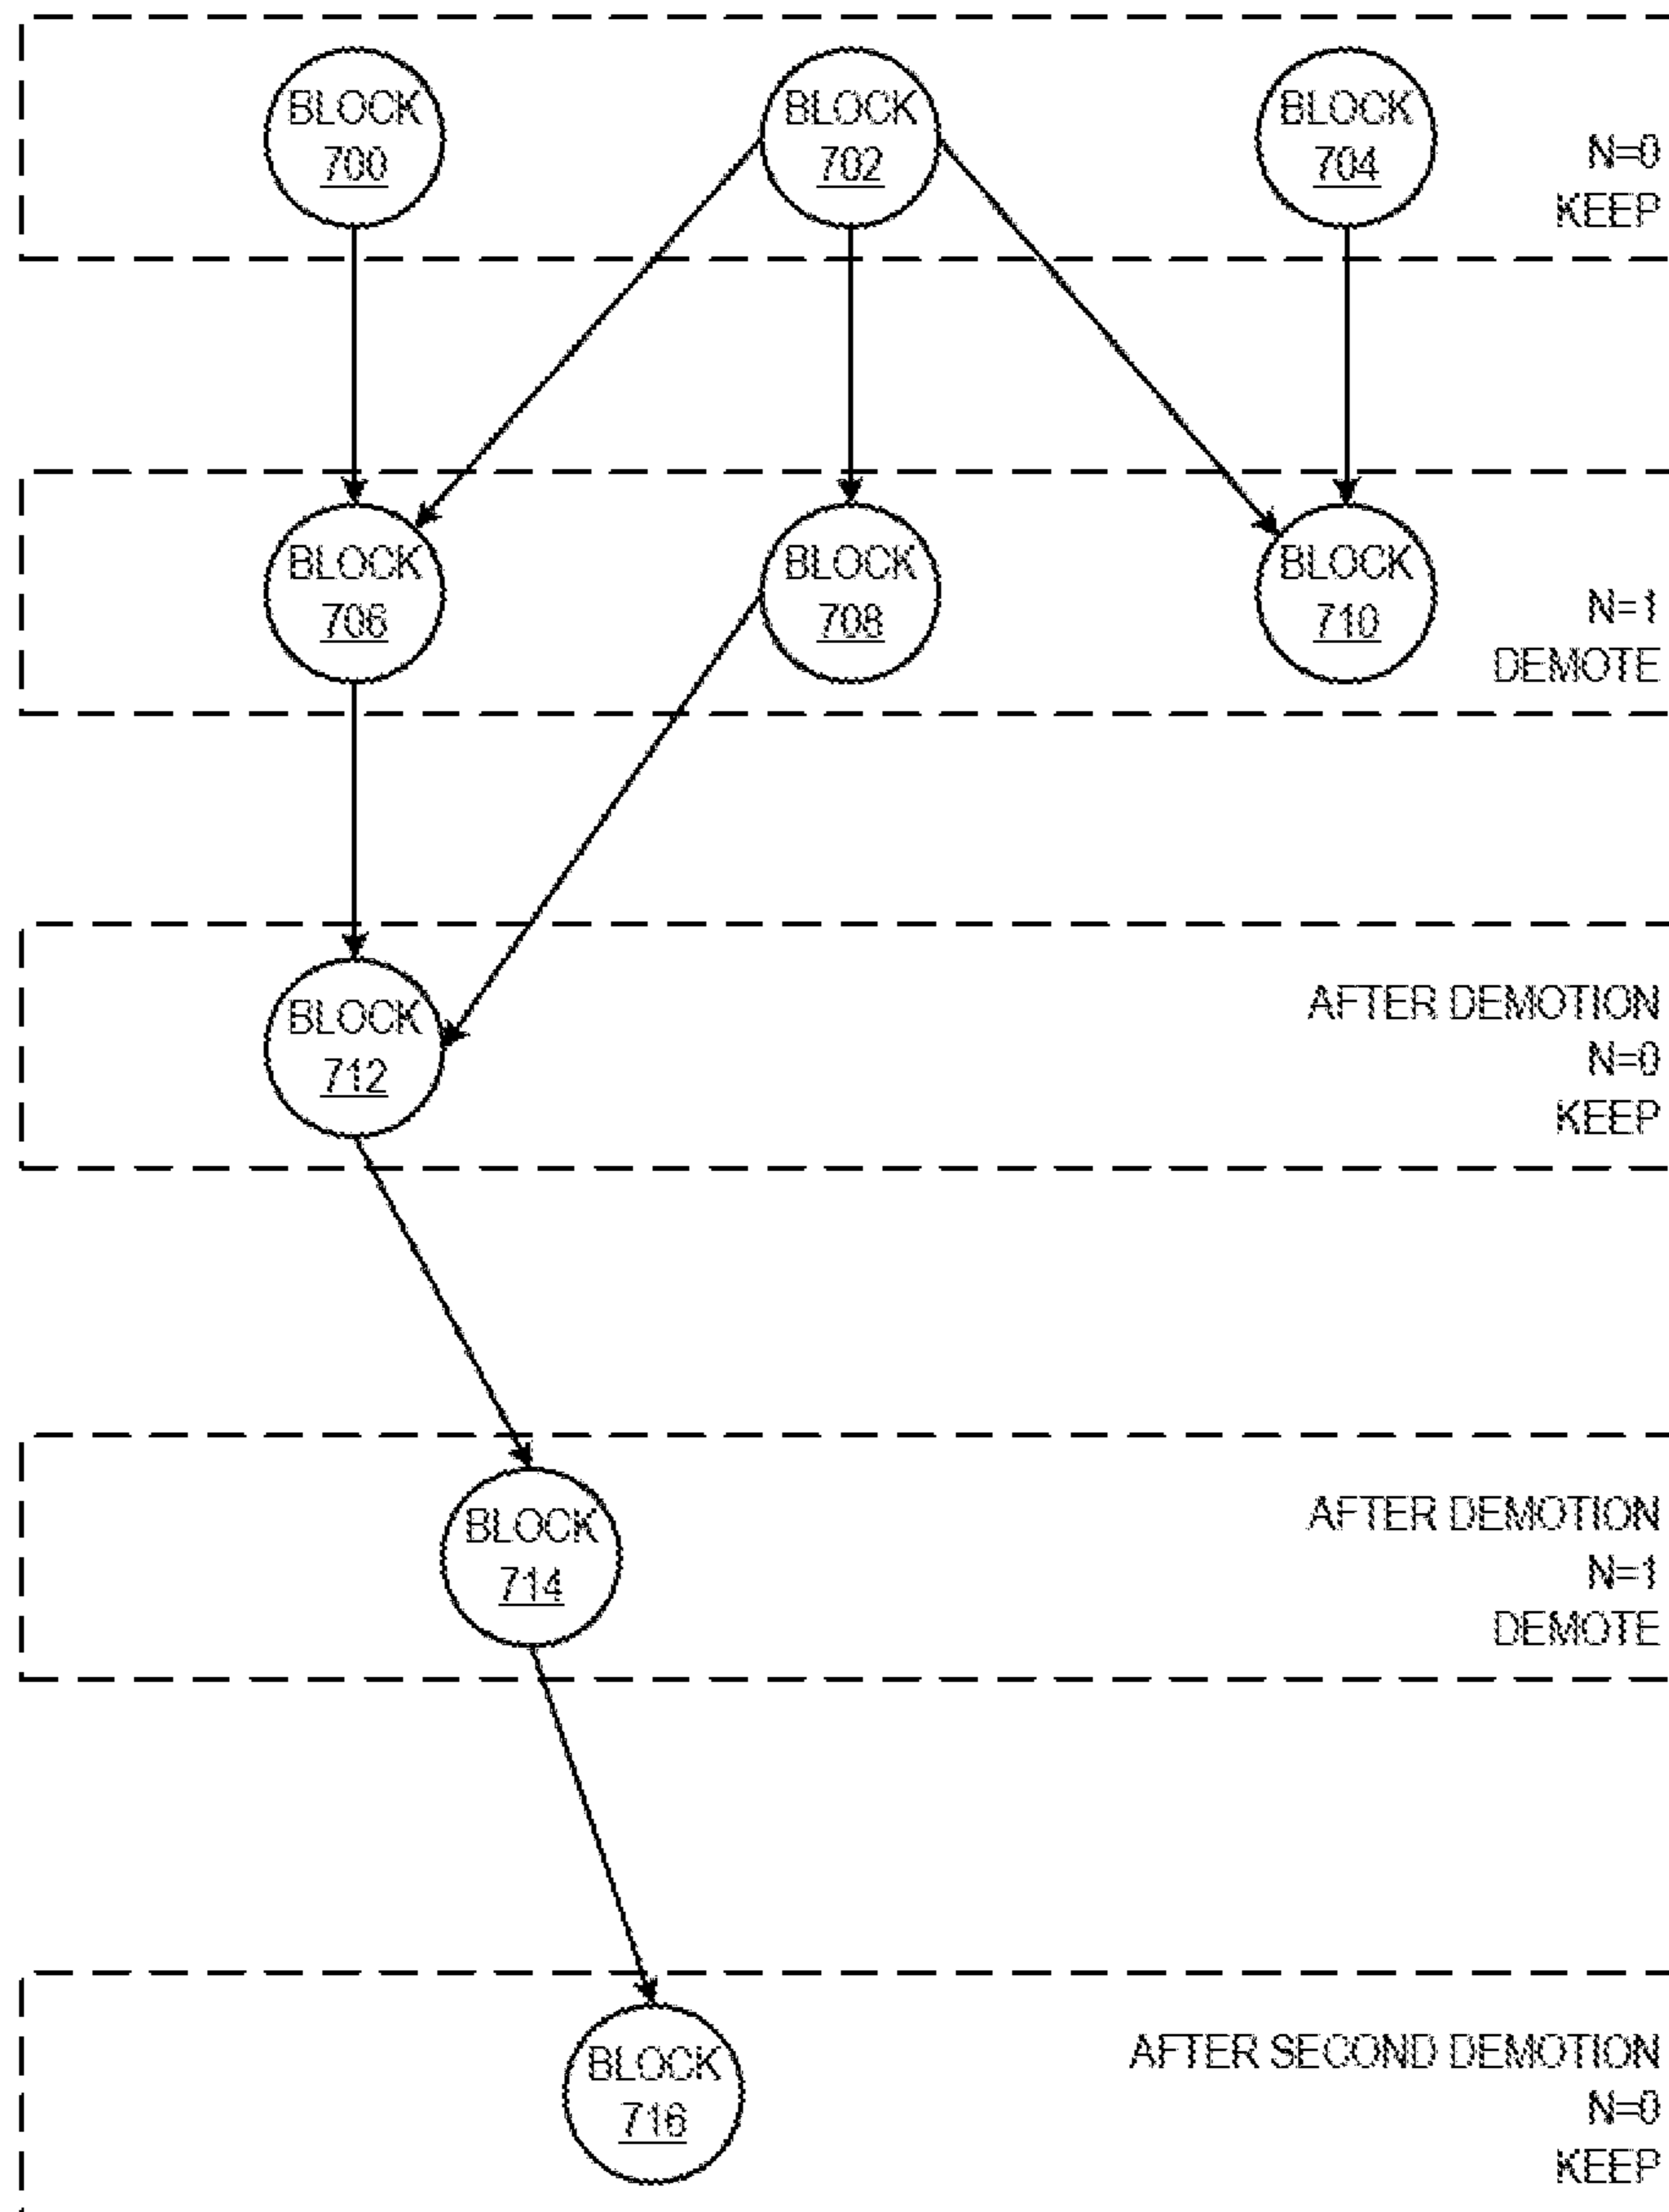 BLOCK
700
BLOCK
702
BLOCK
704
N=0
KEEP
BLOCK
706
BLOCK
708
BLOCK
710
N=1
DEMOTE
BLOCK
712
AFTER DEMOTION
N=0
KEEP
BLOCK
714
AFTER DEMOTION
N=1
DEMOTE
BLOCK
716
AFTER SECOND DEMOTION
N=0
KEEP